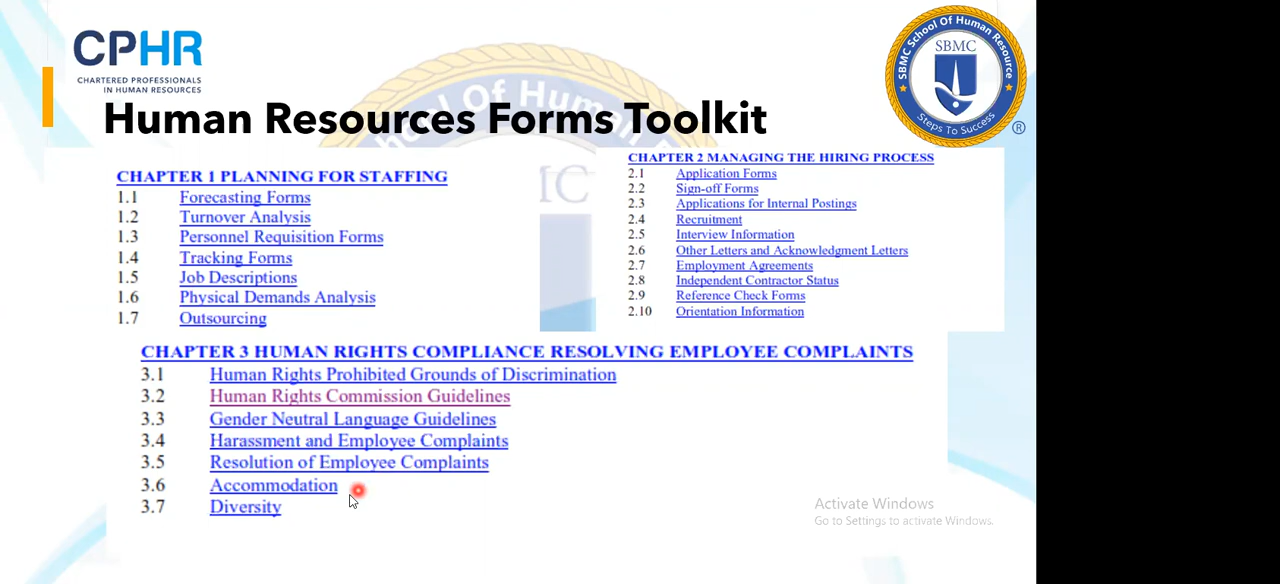 CPHR
CHARTERED PROFESSIONALS
IN HUMAN RESOURCES
SBMC School Of Human Resource
SBMC
Steps To Success
®
Human Resources Forms Toolkit
CHAPTER 1 PLANNING FOR STAFFING
1.1 Forecasting Forms
1.2 Turnover Analysis
1.3 Personnel Requisition Forms
1.4 Tracking Forms
1.5 Job Descriptions
1.6 Physical Demands Analysis
1.7 Outsourcing
CHAPTER 2 MANAGING THE HIRING PROCESS
2.1 Application Forms
2.2 Sign-off Forms
2.3 Applications for Internal Postings
2.4 Recruitment
2.5 Interview Information
2.6 Other Letters and Acknowledgment Letters
2.7 Employment Agreements
2.8 Independent Contractor Status
2.9 Reference Check Forms
2.10 Orientation Information
CHAPTER 3 HUMAN RIGHTS COMPLIANCE RESOLVING EMPLOYEE COMPLAINTS
3.1 Human Rights Prohibited Grounds of Discrimination
3.2 Human Rights Commission Guidelines
3.3 Gender Neutral Language Guidelines
3.4 Harassment and Employee Complaints
3.5 Resolution of Employee Complaints
3.6 Accommodation
3.7 Diversity
Activate Windows
Go to Settings to activate Windows.